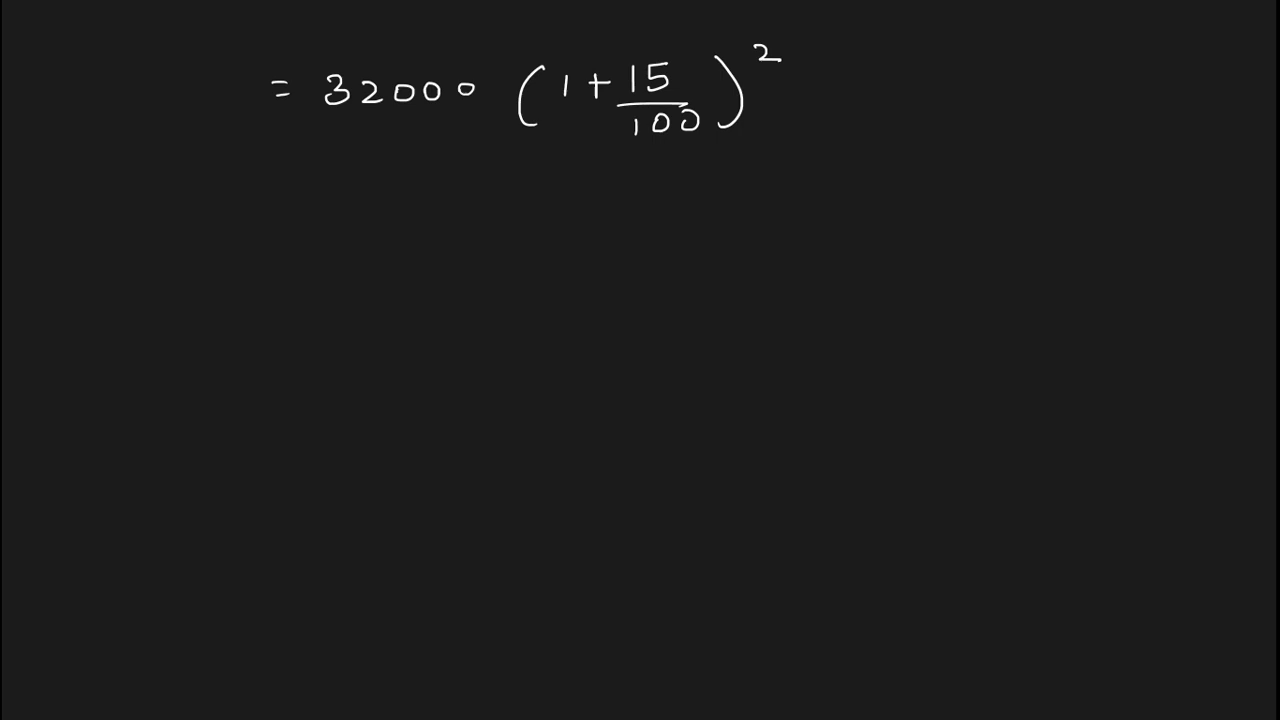 = 32000 (1 + 15/100)²